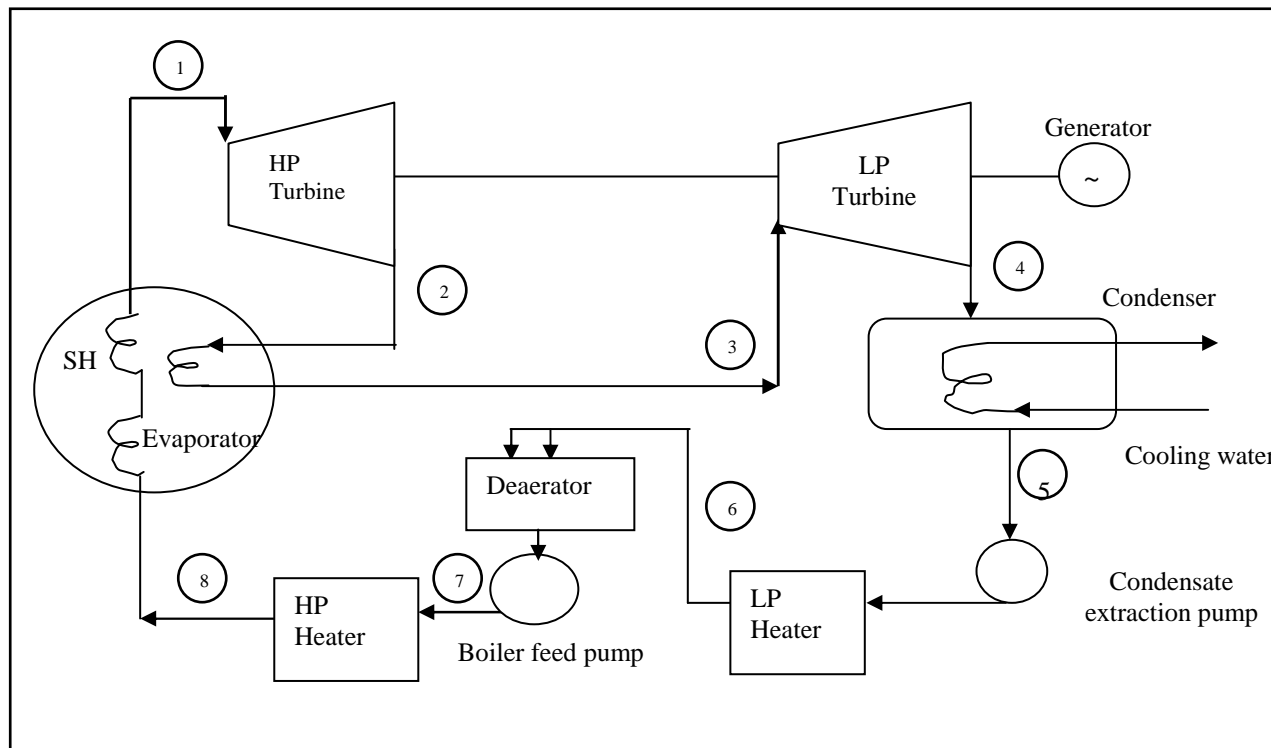 1
HP
Turbine
LP
Turbine
Generator
~
2
4
Condenser
SH
3
Evaporator
Cooling water
5
Deaerator
6
8
7
HP
Heater
LP
Heater
Condensate
extraction pump
Boiler feed pump